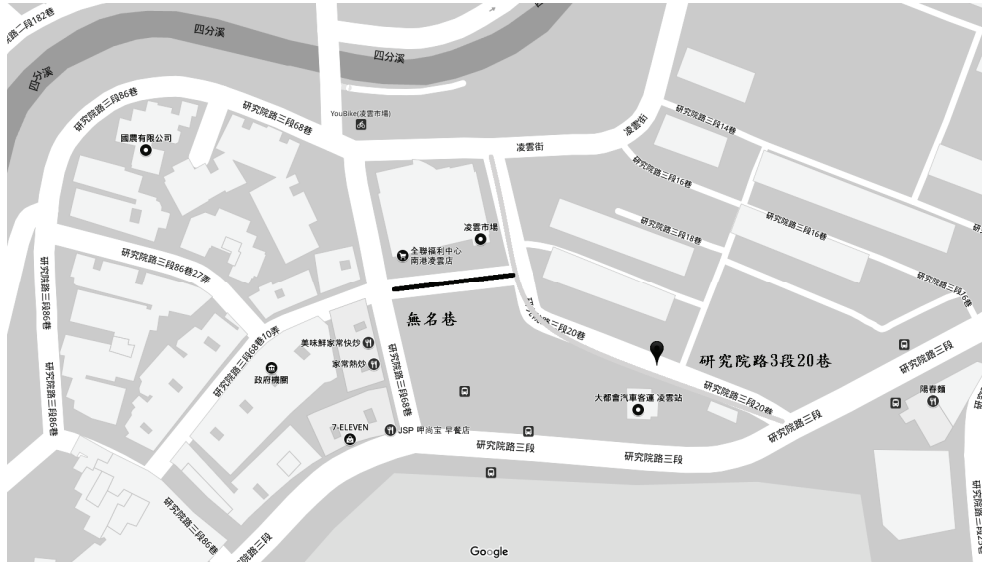 研究院路二段182巷
四分溪
四分溪
四分溪
研究院路三段86巷
研究院路三段68巷
YouBike(凌雲市場)
凌雲街
凌雲街
研究院路三段14巷
國震有限公司
研究院路三段16巷
研究院路三段16巷
研究院路三段18巷
凌雲市場
全聯福利中心
南港凌雲店
研究院路三段86巷27弄
研究院路三段16巷
研究院路三段86巷
無名巷
研究院路三段20巷
研究院路三段68巷10弄
美味鮮家常快炒
家常熱炒
政府機關
研究院路3段20巷
研究院路三段68巷
研究院路三段20巷
大都會汽車客運 凌雲站
研究院路三段
陽春麵
研究院路三段86巷
7-ELEVEN
JSP 呷尚宝 早餐店
研究院路三段
研究院路三段
研究院路三段
研究院路三段86巷
研究院路三段
Google